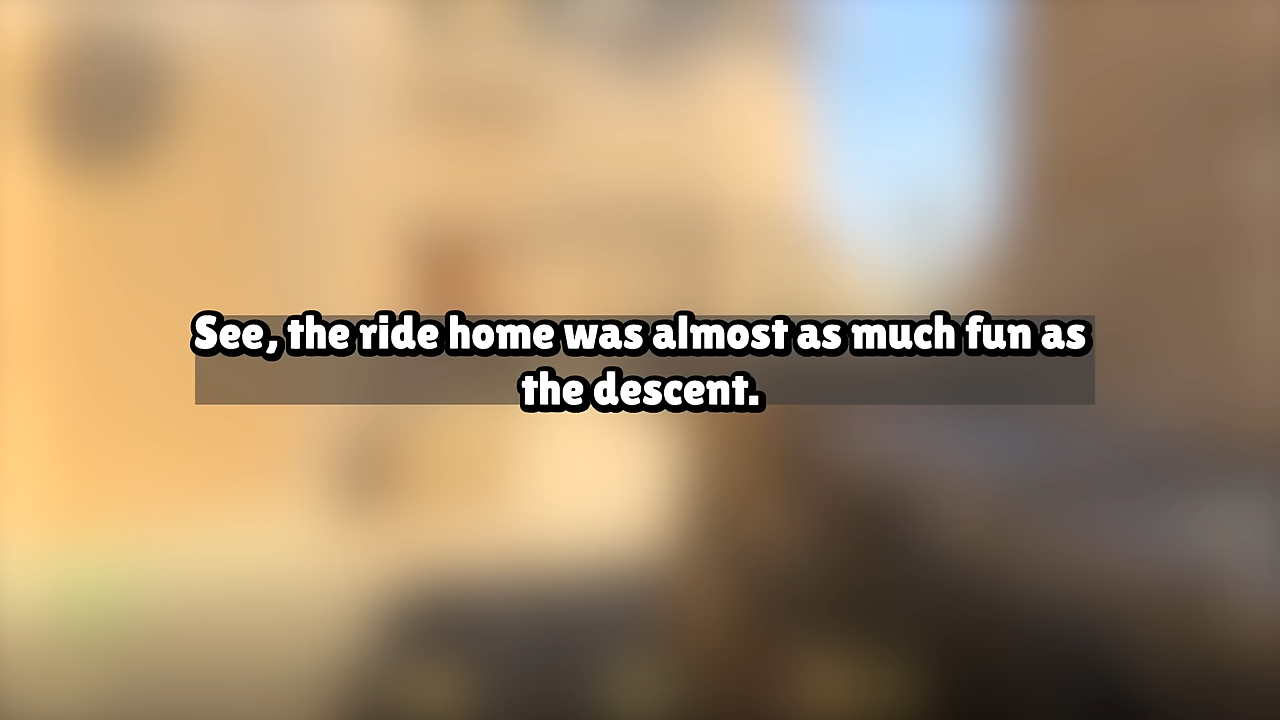 See, the ride home was almost as much fun as
the descent.